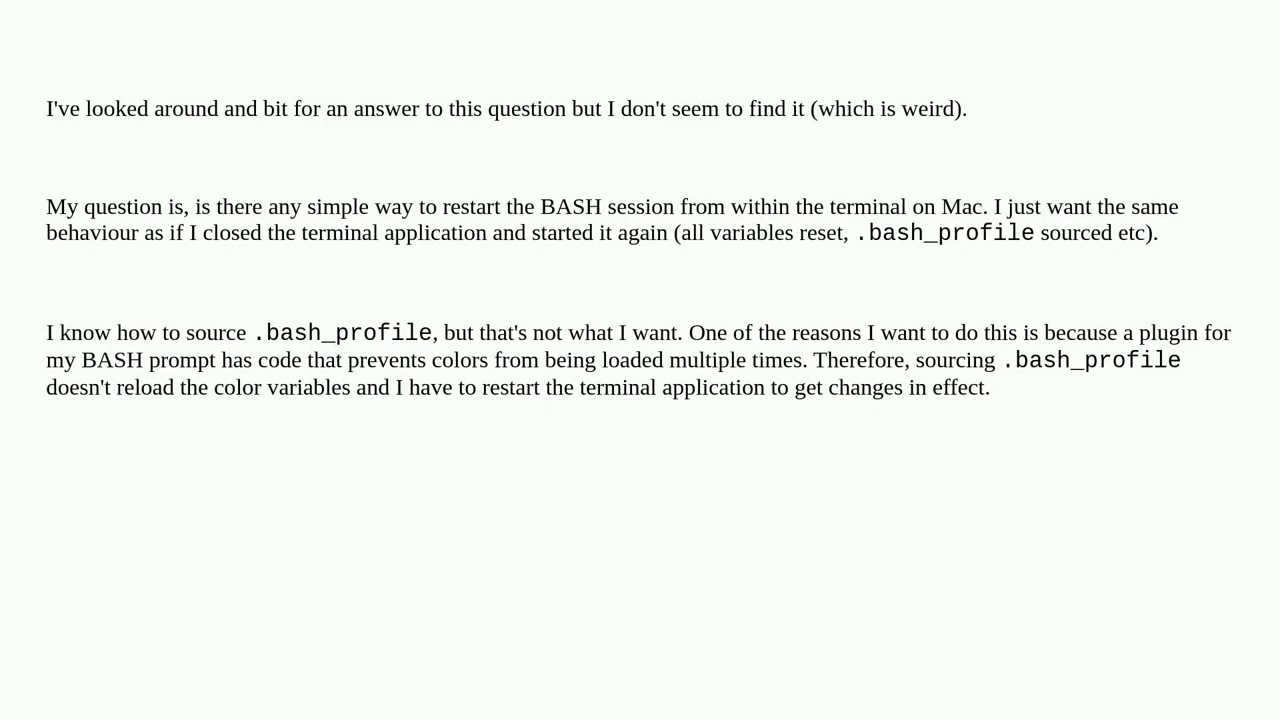 I've looked around and bit for an answer to this question but I don't seem to find it (which is weird).
My question is, is there any simple way to restart the BASH session from within the terminal on Mac. I just want the same
behaviour as if I closed the terminal application and started it again (all variables reset, .bash_profile sourced etc).
I know how to source .bash_profile, but that's not what I want. One of the reasons I want to do this is because a plugin for
my BASH prompt has code that prevents colors from being loaded multiple times. Therefore, sourcing .bash_profile
doesn't reload the color variables and I have to restart the terminal application to get changes in effect.